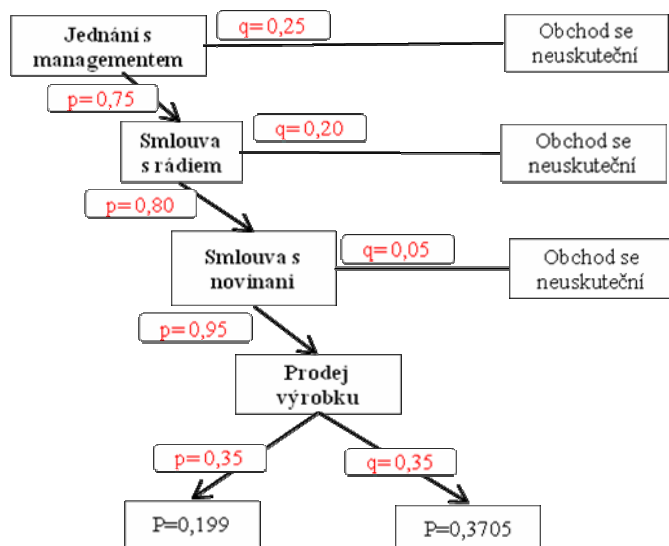 Jednání s
managementem
q=0,25
Obchod se
neuskuteční
p=0,75
Smlouva
s rádiem
q=0,20
Obchod se
neuskuteční
p=0,80
Smlouva s
novinani
q=0,05
Obchod se
neuskuteční
p=0,95
Prodej
výrobku
p=0,35
q=0,35
P=0,199
P=0,3705